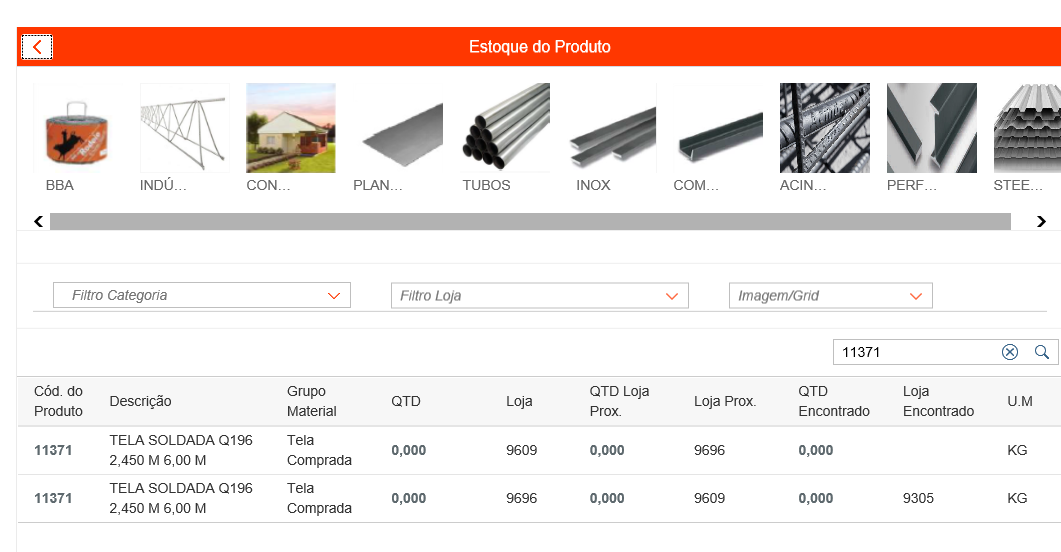 Estoque do Produto
BBA
INDÚ...
CON...
PLAN...
TUBOS
INOX
COM...
ACIN...
PERF...
STEE...
Filtro Categoria
Filtro Loja
Imagem/Grid
11371
Cód. do Produto
Descrição
Grupo Material
QTD
Loja
QTD Loja Prox.
Loja Prox.
QTD Encontrado
Loja Encontrado
U.M
11371
TELA SOLDADA Q196
2,450 M 6,00 M
Tela
Comprada
0,000
9609
0,000
9696
0,000
KG
11371
TELA SOLDADA Q196
2,450 M 6,00 M
Tela
Comprada
0,000
9696
0,000
9609
0,000
9305
KG